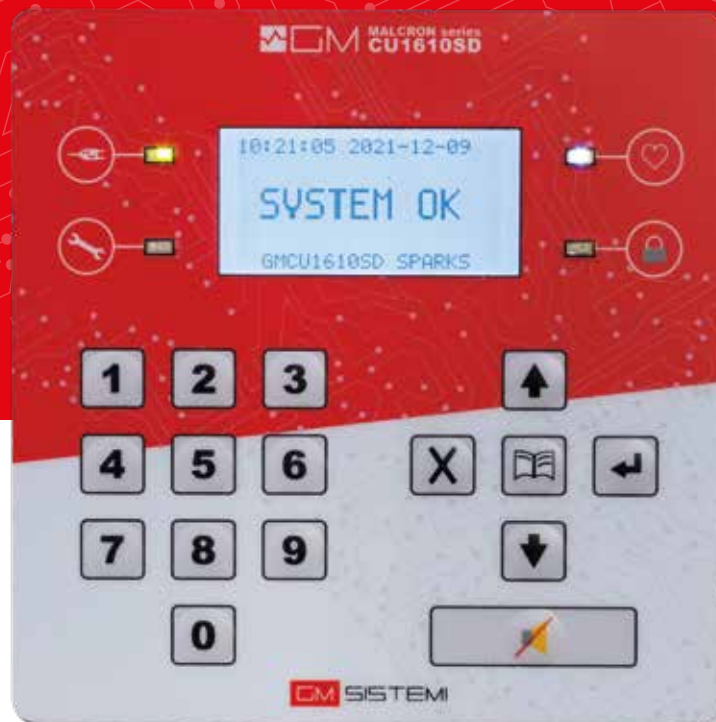 GM MALCRON series
CU1610SD
10:21:05 2021-12-09
SYSTEM OK
GMCU1610SD SPARKS
1 2 3
4 5 6 X
7 8 9
0
GM SISTEMI